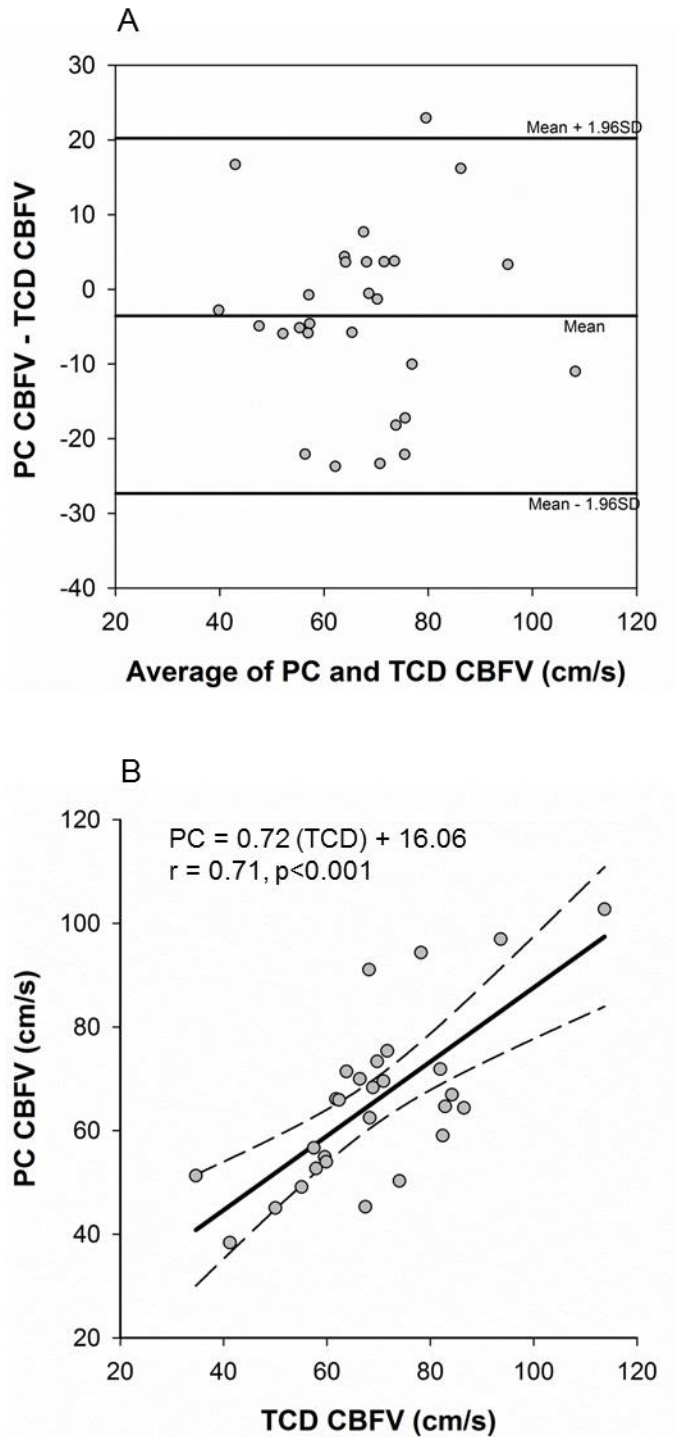 A
30
Mean + 1.96SD
20
10
0
Mean
-10
-20
Mean - 1.96SD
-30
-40
20 40 60 80 100 120
PC CBFV - TCD CBFV
Average of PC and TCD CBFV (cm/s)
B
120
PC = 0.72 (TCD) + 16.06
r = 0.71, p<0.001
100
80
60
40
20
20 40 60 80 100 120
PC CBFV (cm/s)
TCD CBFV (cm/s)